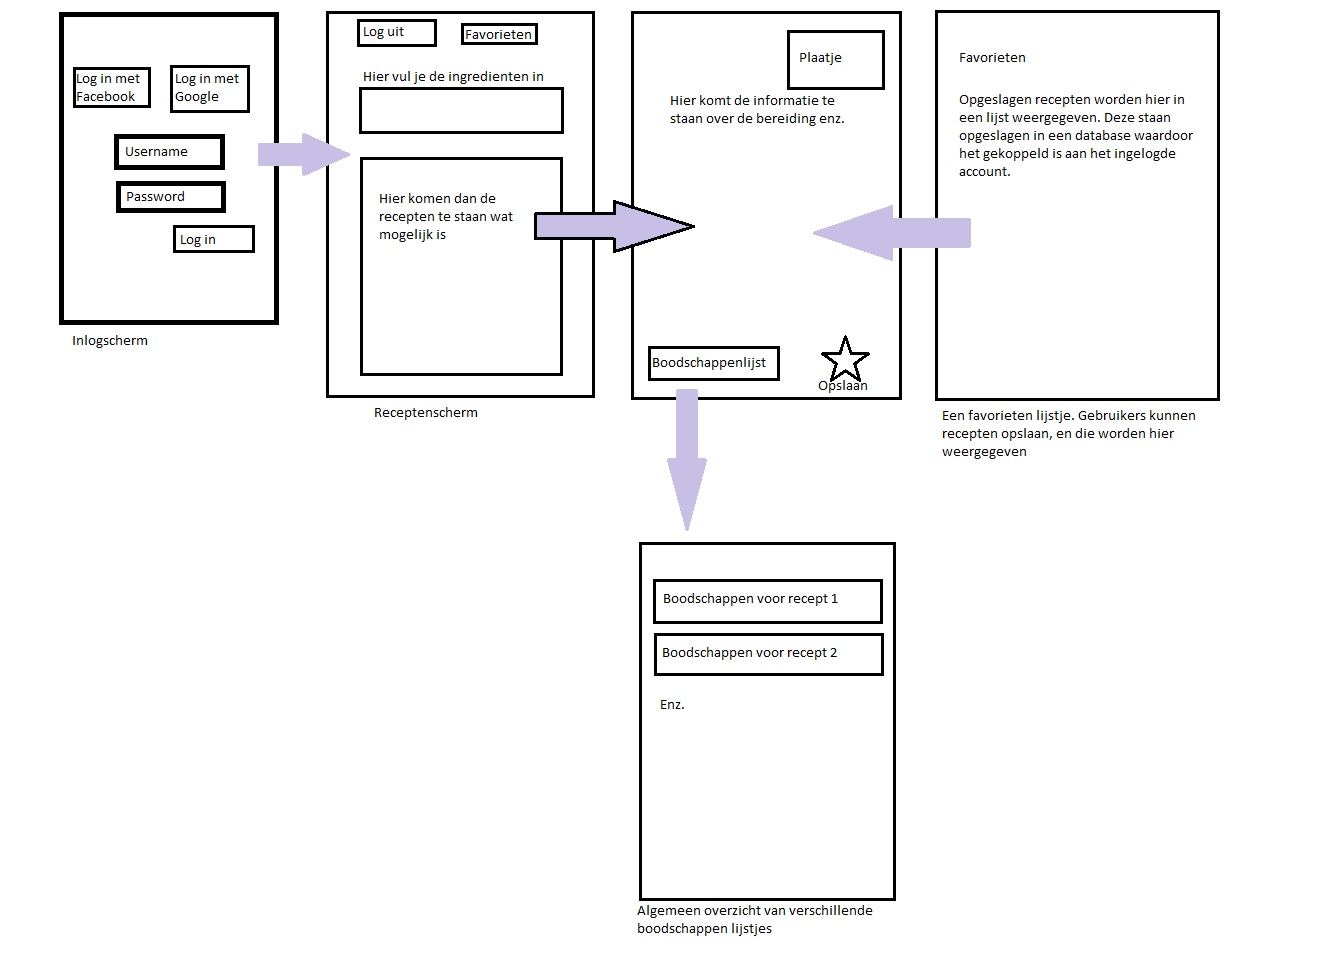 Log in met
Facebook
Log in met
Google
Username
Password
Log in
Inlogscherm
Log uit
Favorieten
Hier vul je de ingredienten in
Hier komen dan de
recepten te staan wat
mogelijk is
Receptenscherm
Plaatje
Hier komt de informatie te
staan over de bereiding enz.
Boodschappenlijst
Opslaan
Favorieten
Opgeslagen recepten worden hier in
een lijst weergegeven. Deze staan
opgeslagen in een database waardoor
het gekoppeld is aan het ingelogde
account.
Een favorieten lijstje. Gebruikers kunnen
recepten opslaan, en die worden hier
weergegeven
Boodschappen voor recept 1
Boodschappen voor recept 2
Enz.
Algemeen overzicht van verschillende
boodschappen lijstjes